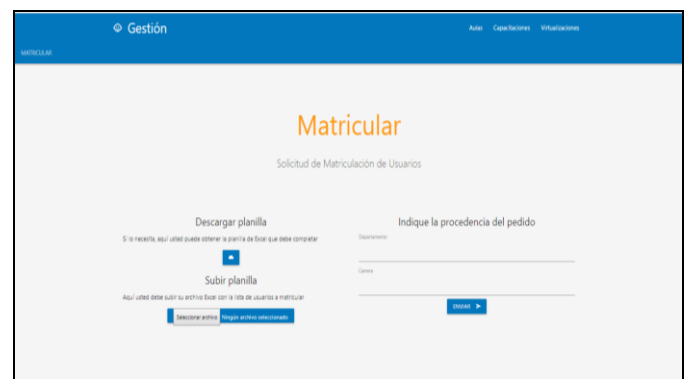 Gestión
Aulas Capacitaciones Virtualizaciones
MATRICULAR
Matricular
Solicitud de Matriculación de Usuarios
Descargar planilla
Si lo necesita, aquí usted puede obtener la planilla de Excel que debe completar
Subir planilla
Aquí usted debe subir su archivo Excel con la lista de usuarios a matricular
Seleccionar archivo Ningún archivo seleccionado
Indique la procedencia del pedido
Departamento
Carrera
ENVIAR